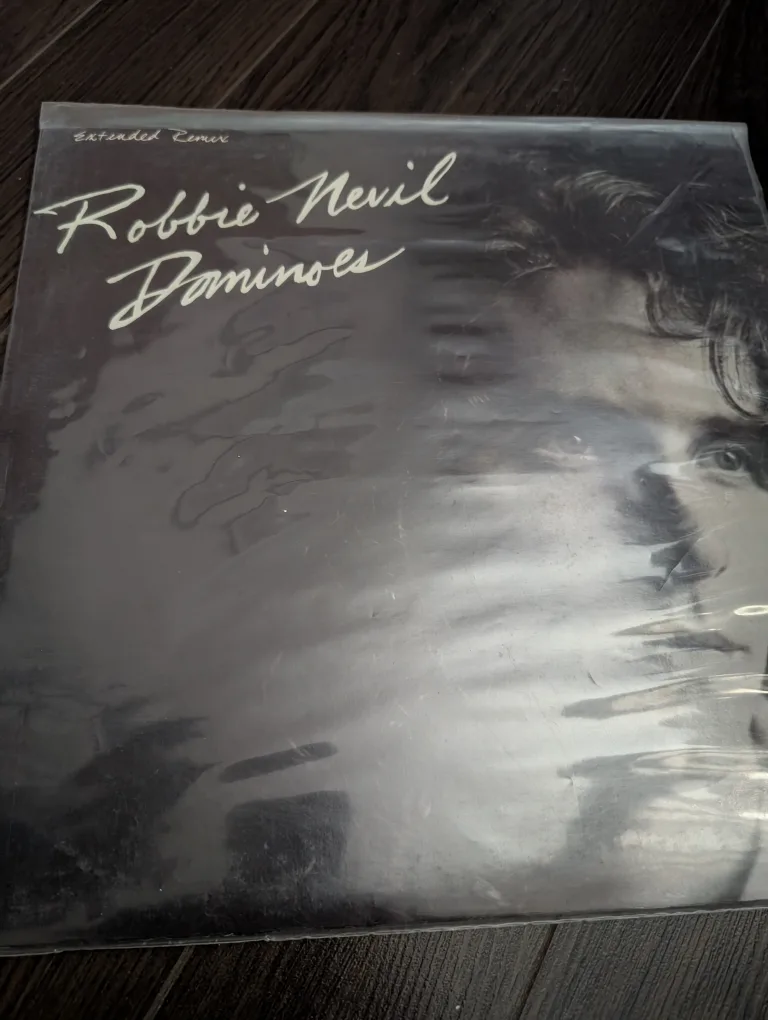 Extended Remix
Robbie Nevil
Dominoes